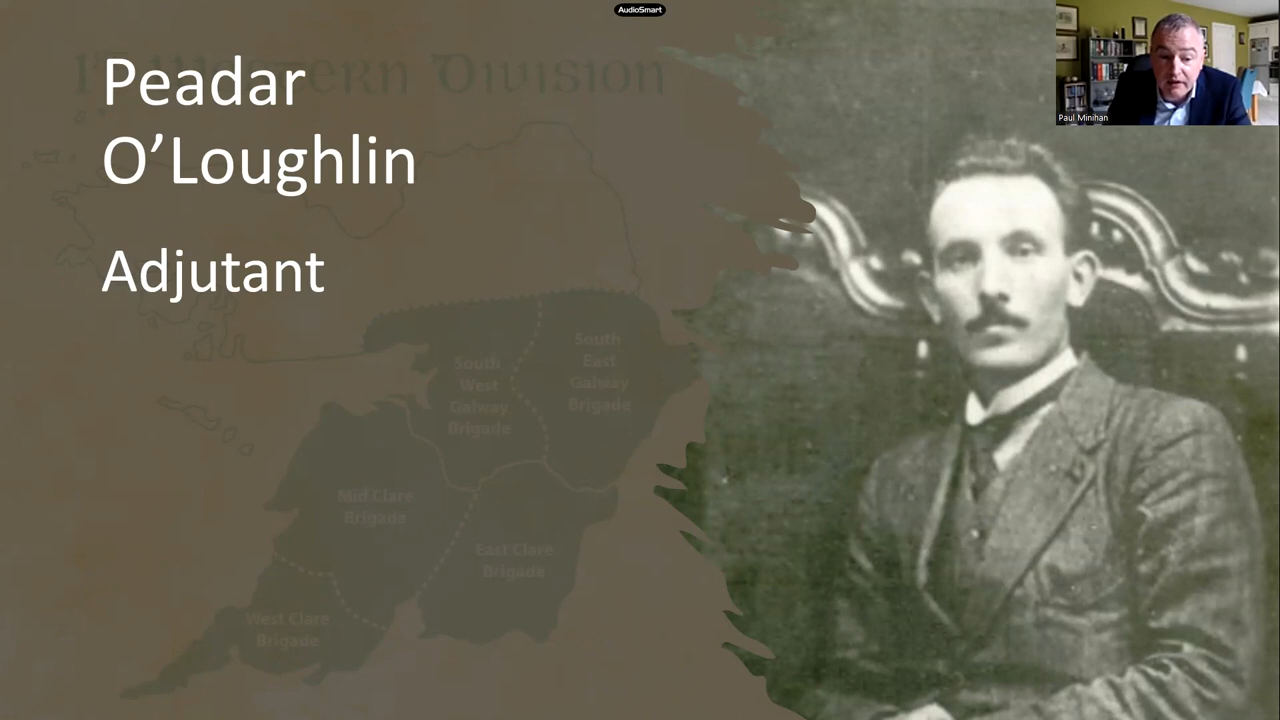 AudioSmart
Peadar
O’Loughlin
Adjutant
Division
South
West
Galway
Brigade
South
East
Galway
Brigade
Mid Clare
Brigade
East Clare
Brigade
West Clare
Brigade
Paul Minihan